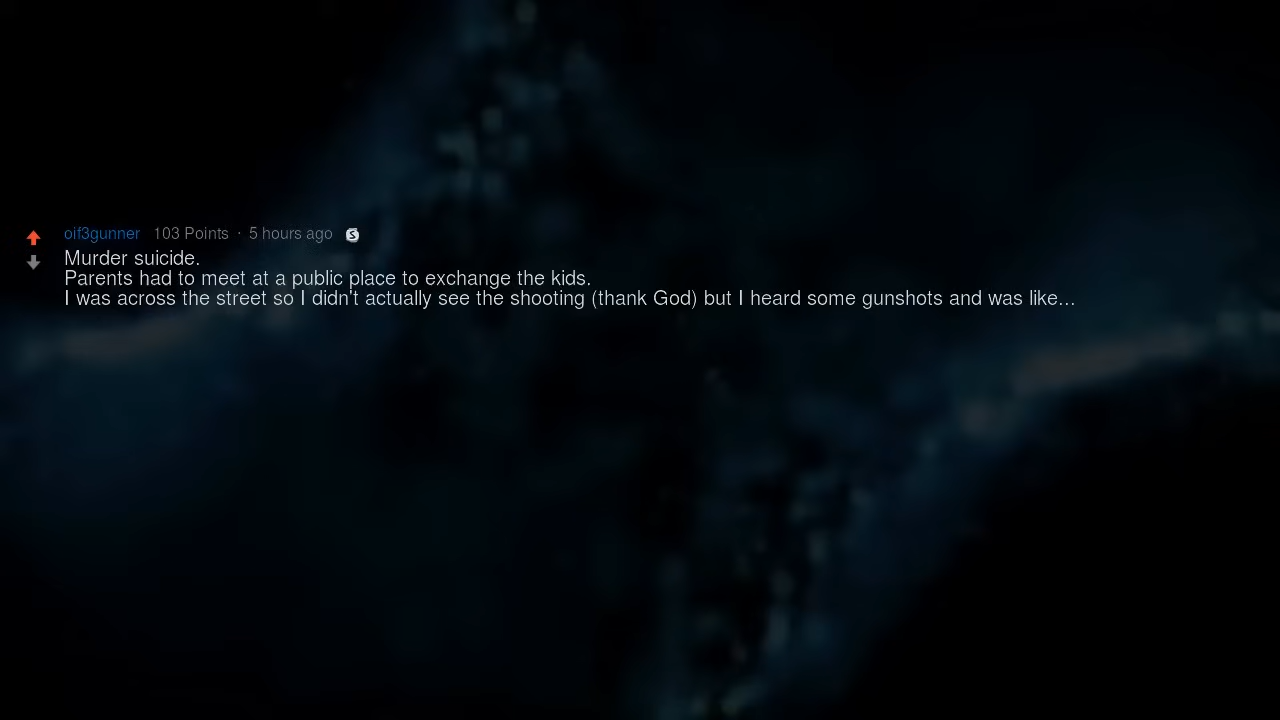 oif3gunner 103 Points · 5 hours ago S
Murder suicide.
Parents had to meet at a public place to exchange the kids.
I was across the street so I didn't actually see the shooting (thank God) but I heard some gunshots and was like...